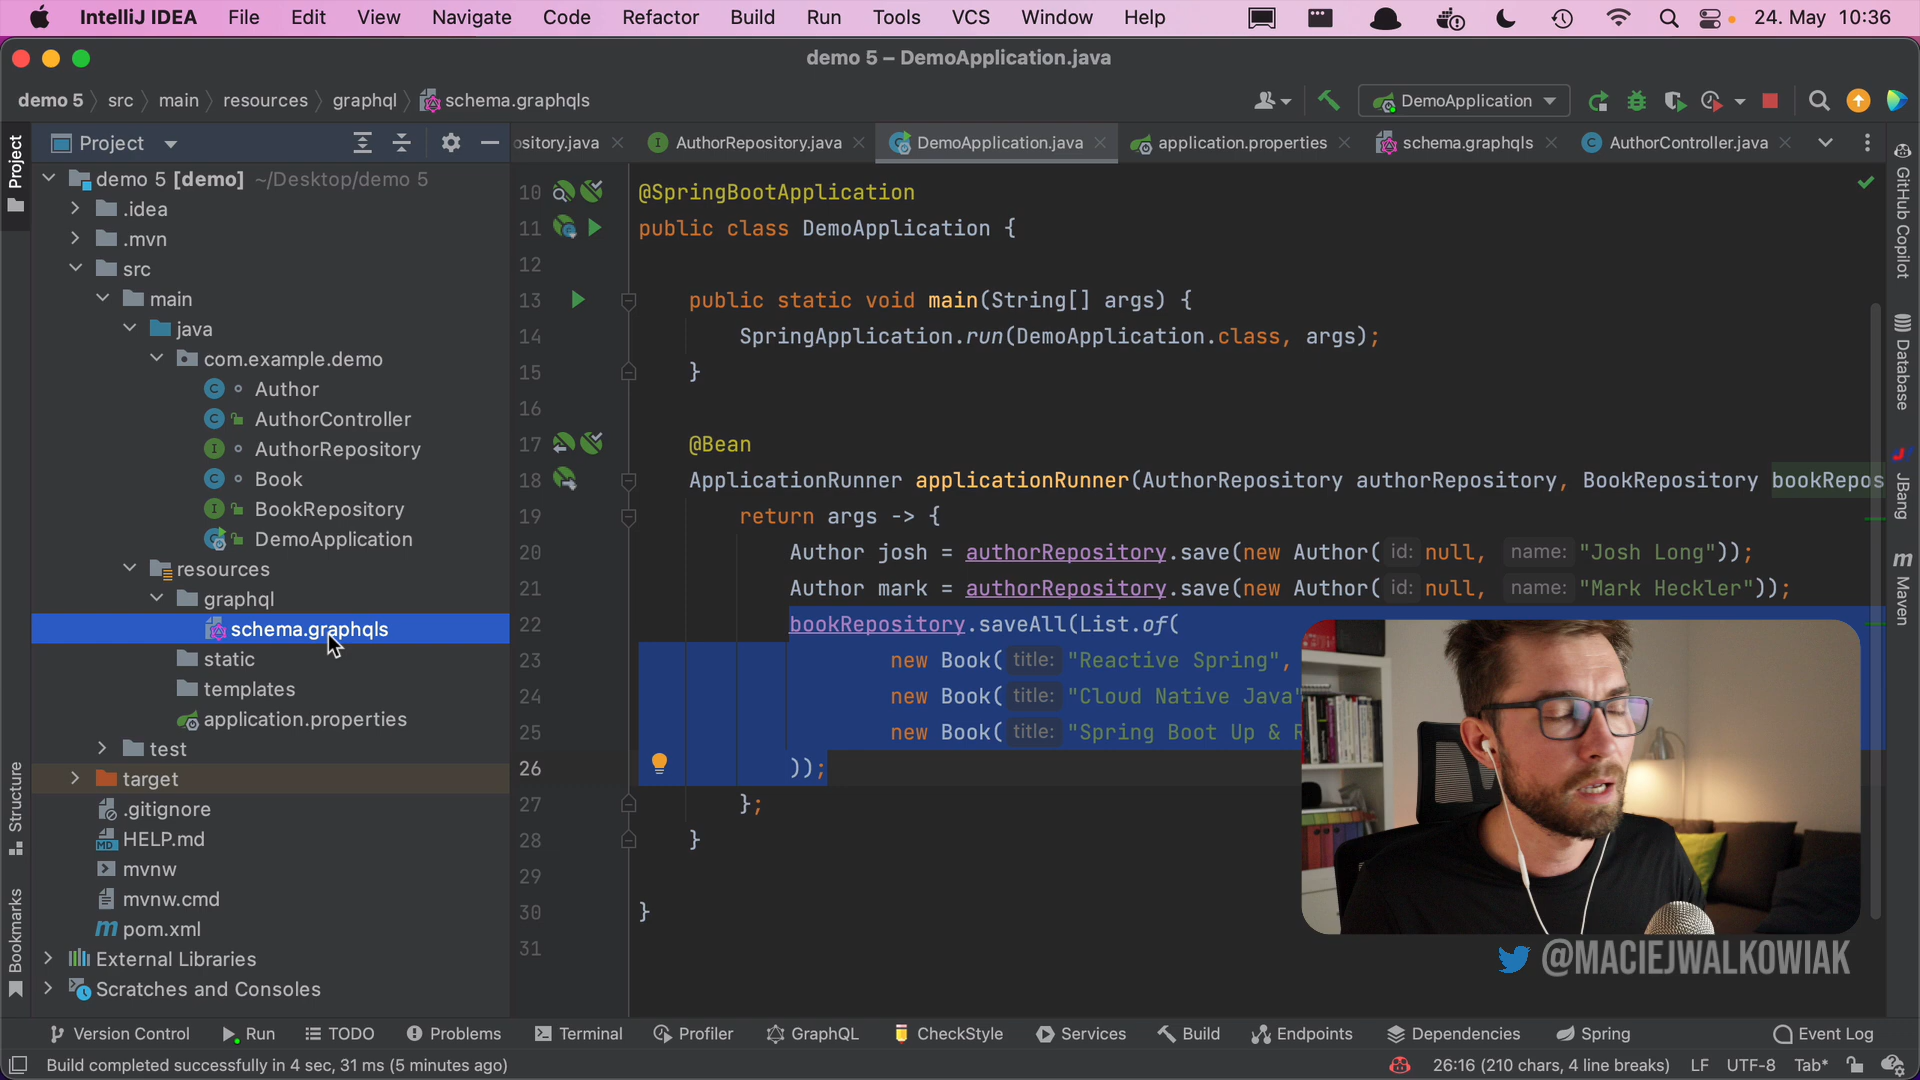 IntelliJ IDEA File Edit View Navigate Code Refactor Build Run Tools VCS Window Help 24. May 10:36
demo 5 – DemoApplication.java
demo 5 src main resources graphql schema.graphqls DemoApplication
Project
ository.java AuthorRepository.java DemoApplication.java application.properties schema.graphqls AuthorController.java
Project
demo 5 [demo] ~/Desktop/demo 5
.idea
.mvn
src
main
java
com.example.demo
Author
AuthorController
AuthorRepository
Book
BookRepository
DemoApplication
resources
graphql
schema.graphqls
static
templates
application.properties
test
target
.gitignore
HELP.md
mvnw
mvnw.cmd
pom.xml
External Libraries
Scratches and Consoles
Structure
Bookmarks
10 @SpringBootApplication
11 public class DemoApplication {
12
13 public static void main(String[] args) {
14 SpringApplication.run(DemoApplication.class, args);
15 }
16
17 @Bean
18 ApplicationRunner applicationRunner(AuthorRepository authorRepository, BookRepository bookRepos
19 return args -> {
20 Author josh = authorRepository.save(new Author( id: null, name: "Josh Long"));
21 Author mark = authorRepository.save(new Author( id: null, name: "Mark Heckler"));
22 bookRepository.saveAll(List.of(
23 new Book( title: "Reactive Spring",
24 new Book( title: "Cloud Native Java"
25 new Book( title: "Spring Boot Up & R
26 ));
27 };
28 }
29
30 }
31
GitHub Copilot
Database
JBang
Maven
@MACIEJWALKOWIAK
Version Control Run TODO Problems Terminal Profiler GraphQL CheckStyle Services Build Endpoints Dependencies Spring Event Log
Build completed successfully in 4 sec, 31 ms (5 minutes ago) 26:16 (210 chars, 4 line breaks) LF UTF-8 Tab*